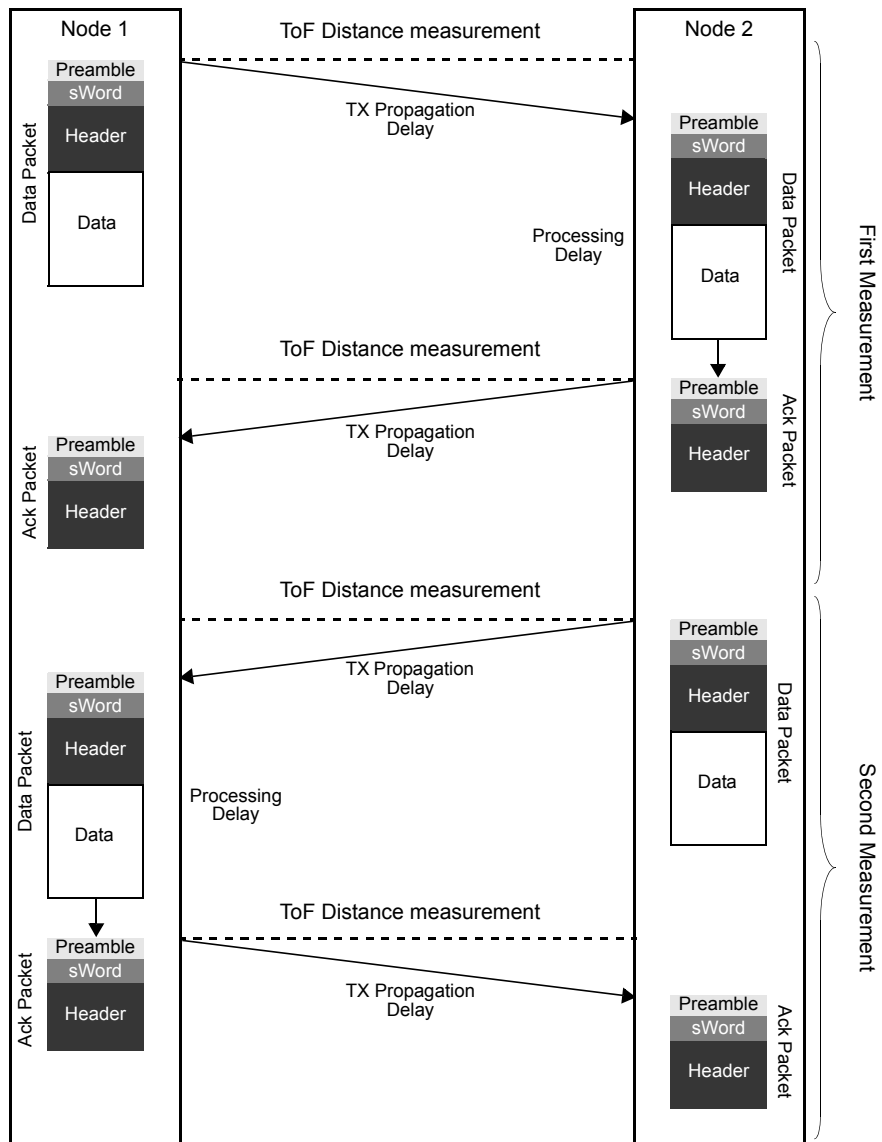 Node 1
ToF Distance measurement
Node 2
Preamble
sWord
Header
Data
Data Packet
TX Propagation
Delay
Preamble
sWord
Header
Data
Data Packet
Processing
Delay
First Measurement
ToF Distance measurement
Preamble
sWord
Header
Ack Packet
TX Propagation
Delay
Preamble
sWord
Header
Ack Packet
ToF Distance measurement
Preamble
sWord
Header
Data
Data Packet
TX Propagation
Delay
Preamble
sWord
Header
Data
Data Packet
Processing
Delay
Second Measurement
ToF Distance measurement
Preamble
sWord
Header
Ack Packet
TX Propagation
Delay
Preamble
sWord
Header
Ack Packet